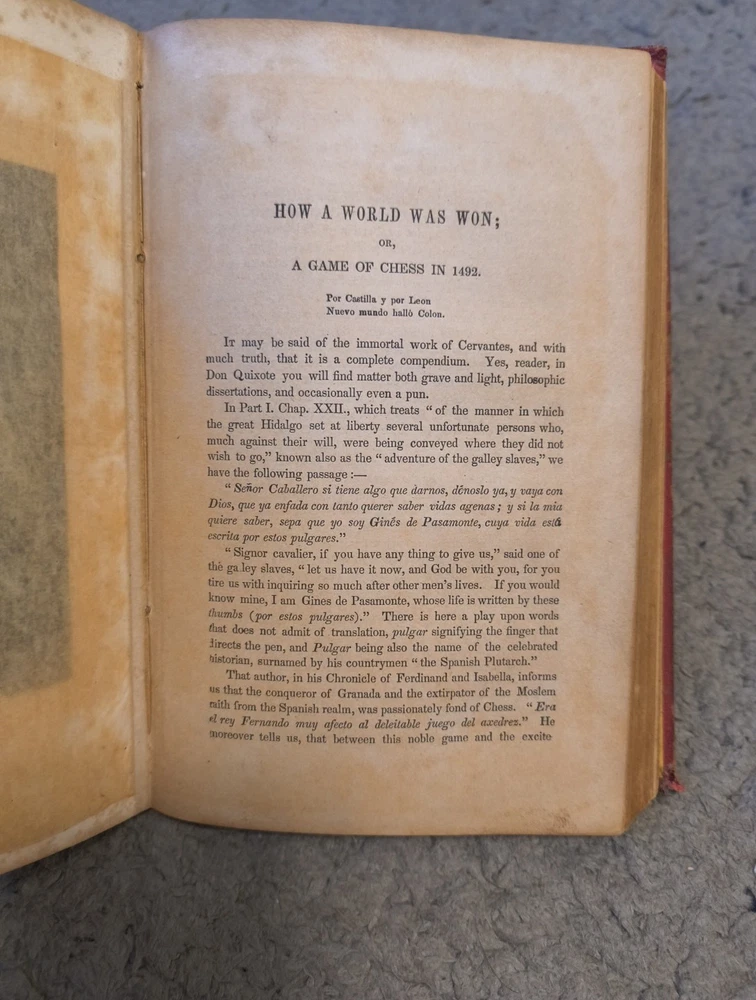 HOW A WORLD WAS WON;
OR,
A GAME OF CHESS IN 1492.
Por Castilla y por Leon
Nuevo mundo halló Colon.
IT may be said of the immortal work of Cervantes, and with
much truth, that it is a complete compendium. Yes, reader, in
Don Quixote you will find matter both grave and light, philosophic
dissertations, and occasionally even a pun.
In Part I. Chap. XXII., which treats “ of the manner in which
the great Hidalgo set at liberty several unfortunate persons who,
much against their will, were being conveyed where they did not
wish to go,” known also as the “ adventure of the galley slaves,” we
have the following passage :—
“ Señor Caballero si tiene algo que darnos, dénoslo ya, y vaya con
Dios, que ya enfada con tanto querer saber vidas agenas ; y si la mia
quiere saber, sepa que yo soy Ginés de Pasamonte, cuya vida está
escrita por estos pulgares.”
“ Signor cavalier, if you have any thing to give us,” said one of
the galley slaves, “ let us have it now, and God be with you, for you
tire us with inquiring so much after other men’s lives. If you would
know mine, I am Gines de Pasamonte, whose life is written by these
thumbs (por estos pulgares).” There is here a play upon words
that does not admit of translation, pulgar signifying the finger that
directs the pen, and Pulgar being also the name of the celebrated
historian, surnamed by his countrymen “ the Spanish Plutarch.”
That author, in his Chronicle of Ferdinand and Isabella, informs
us that the conqueror of Granada and the extirpator of the Moslem
faith from the Spanish realm, was passionately fond of Chess. “ Era
el rey Fernando muy afecto al deleitable juego del axedrez.” He
moreover tells us, that between this noble game and the excite-